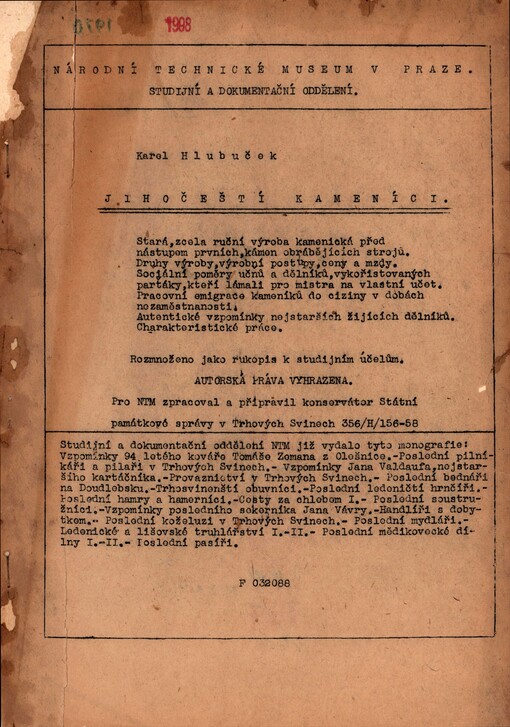 1908
NÁRODNÍ TECHNICKÉ MUSEUM V PRAZE.
STUDIJNÍ A DOKUMENTAČNÍ ODDĚLENÍ.
Karel Hlubuček
JIHOČEŠTÍ KAMENÍCI.
Stará,zcela ruční výroba kamenická před
nástupem prvních,kámen obrábějících strojů.
Druhy výroby,výrobní postupy,ceny a mzdy.
Sociální poměry učňů a dělníků,vykořistovaných
partáky,kteří lámali pro mistra na vlastní účet.
Pracovní emigrace kameníků do ciziny v dobách
nezaměstnanosti.
Autentické vzpomínky nejstarších žijících dělníků.
Charakteristické práce.
Rozmnoženo jako rukopis k studijním účelům.
AUTORSKÁ PRÁVA VYHRAZENA.
Pro NTM zpracoval a připravil konservátor Státní
památkové správy v Trhových Svinech 356/H/156-58
Studijní a dokumentační oddělení NTM již vydalo tyto monografie:
Vzpomínky 94 letého kováře Tomáše Zomana z Olešnice.-Poslední pilní-
káři a pilaři v Trhových Svinech.- Vzpomínky Jana Valdaufa,nejstar-
šího kartáčníka.-Provaznictví v Trhových Svinech.- Poslední bednáři
na Doudlebsku.-Trhosvinenští obuvníci.-Poslední ledeničtí hrnčíři.-
Poslední hamry a hamerníci.-Cesty za chlebem I.- Poslední soustru-
žníci.-Vzpomínky posledního sekerníka Jana Vávry.-Handlíři s doby-
tkem.- Poslední koželuzi v Trhových Svinech.- Poslední mydláři.-
Ledenické a lišovské truhlářství I.-II.- Poslední mědikovecké dí-
lny I.-II.- Poslední pasíři.
F 032088